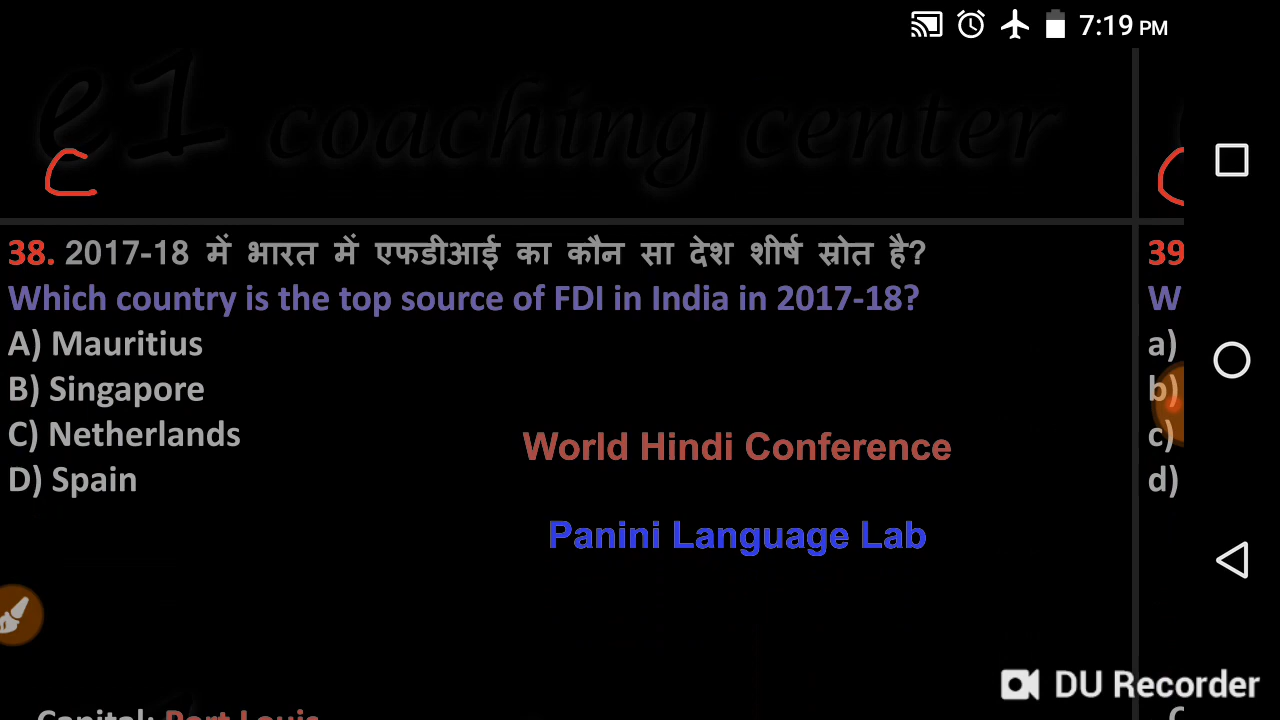 7:19 PM
e1 coaching center
C
38. 2017-18 में भारत में एफडीआई का कौन सा देश शीर्ष स्रोत है?
Which country is the top source of FDI in India in 2017-18?
A) Mauritius
B) Singapore
C) Netherlands
D) Spain
World Hindi Conference
Panini Language Lab
39
W
a)
b)
c)
d)
Capital: Port Louis
DU Recorder